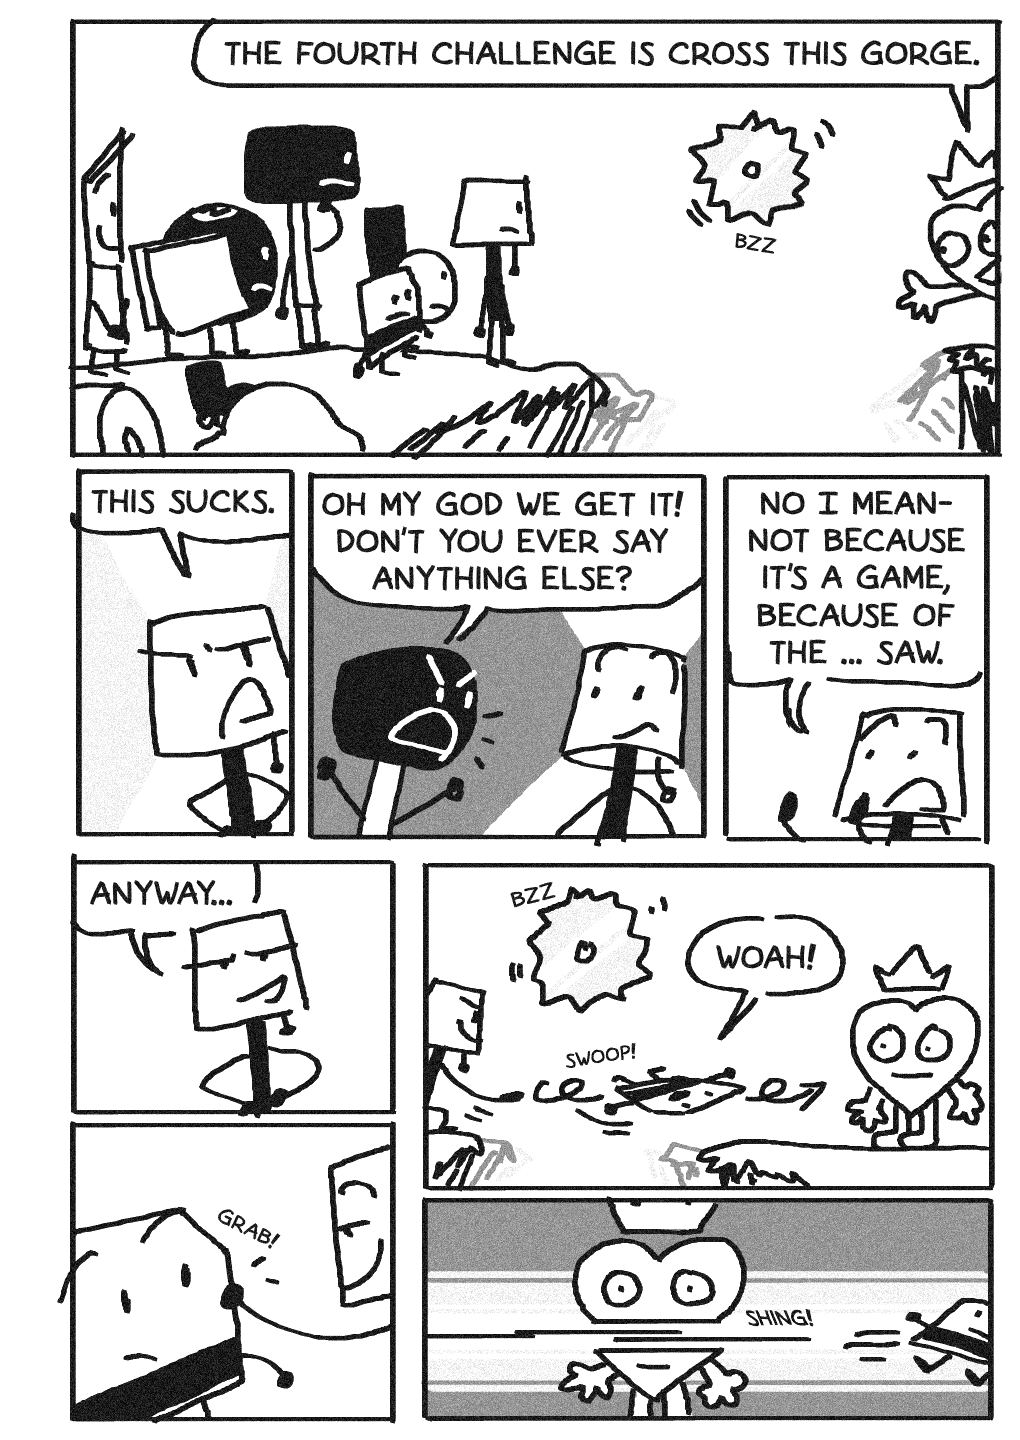 THE FOURTH CHALLENGE IS CROSS THIS GORGE.
BZZ
THIS SUCKS.
OH MY GOD WE GET IT!
DON'T YOU EVER SAY
ANYTHING ELSE?
NO I MEAN-
NOT BECAUSE
IT'S A GAME,
BECAUSE OF
THE ... SAW.
ANYWAY...
GRAB!
BZZ
WOAH!
SWOOP!
SHING!